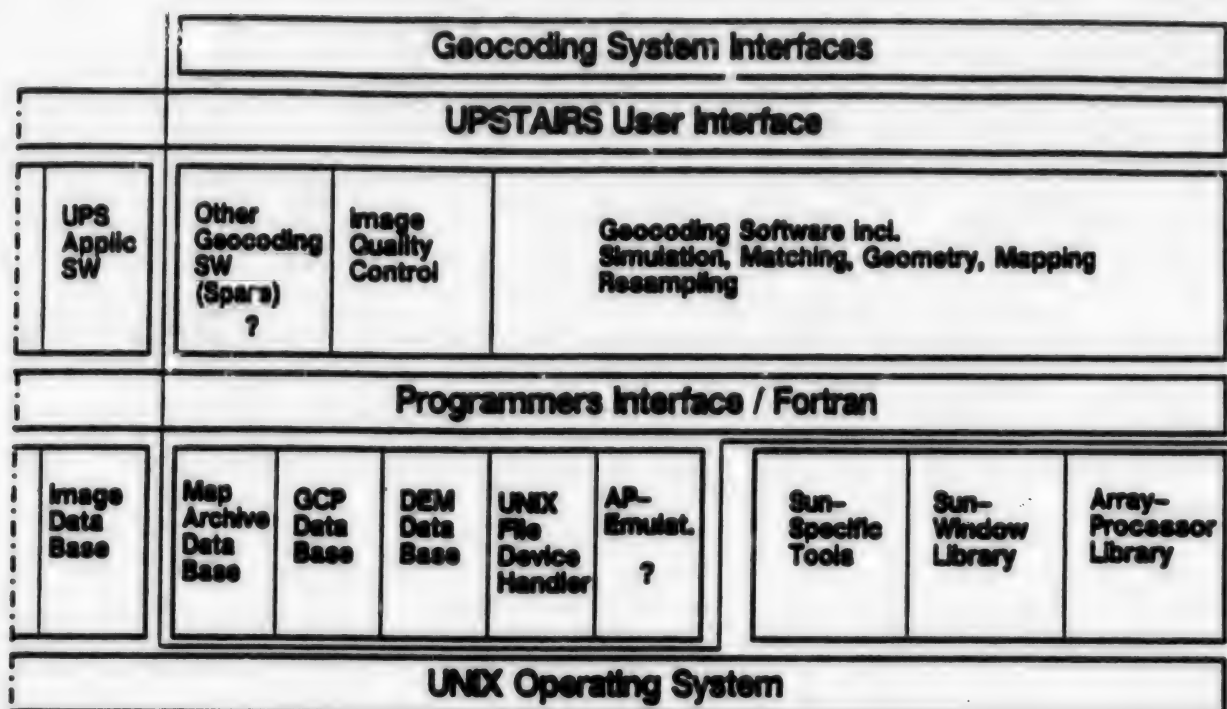 Geocoding System Interfaces
UPSTAIRS User Interface
UPS
Applic
SW
Other
Geocoding
SW
(Spars)
?
Image
Quality
Control
Geocoding Software incl.
Simulation, Matching, Geometry, Mapping
Resampling
Programmers Interface / Fortran
Image
Data
Base
Map
Archive
Data
Base
GCP
Data
Base
DEM
Data
Base
UNIX
File
Device
Handler
AP–
Emulat.
?
Sun–
Specific
Tools
Sun–
Window
Library
Array–
Processor
Library
UNIX Operating System